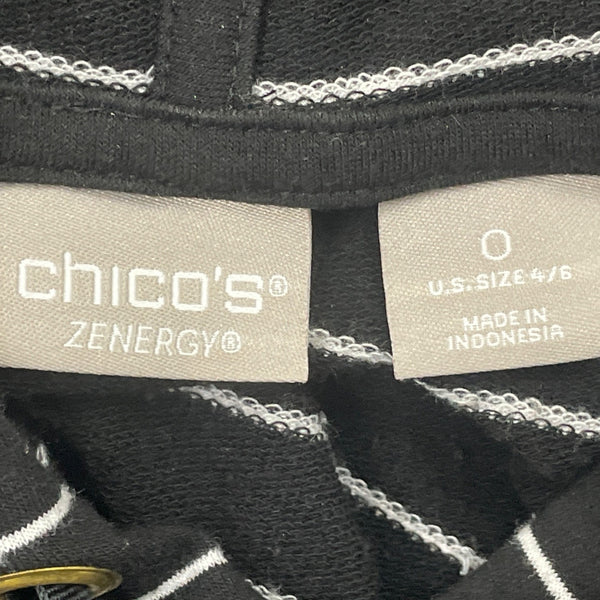 chico's®
ZENERGY®
0
U.S. SIZE 4/6
MADE IN
INDONESIA